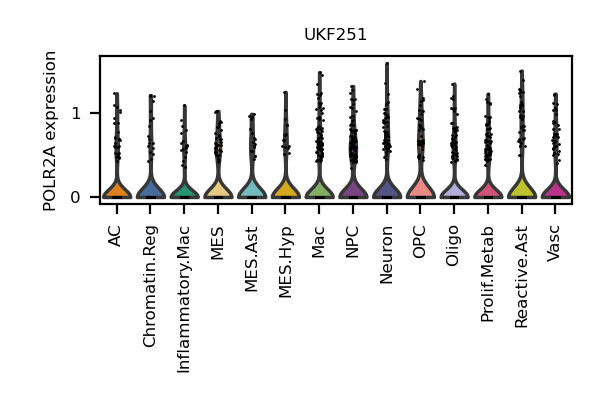 UKF251
POLR2A expression
1
0
AC
Chromatin.Reg
Inflammatory.Mac
MES
MES.Ast
MES.Hyp
Mac
NPC
Neuron
OPC
Oligo
Prolif.Metab
Reactive.Ast
Vasc